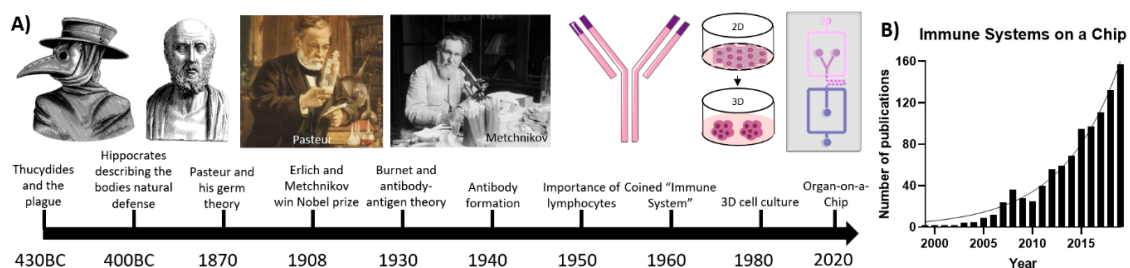 A)
Pasteur
Metchnikov
2D
3D
Thucydides
and the
plague
Hippocrates
describing the
bodies natural
defense
Pasteur and
his germ
theory
Erlich and
Metchnikov
win Nobel prize
Burnet and
antibody-
antigen theory
Antibody
formation
Importance of
lymphocytes
Coined “Immune
System”
3D cell culture
Organ-on-a-
Chip
430BC
400BC
1870
1908
1930
1940
1950
1960
1980
2020
B)
Immune Systems on a Chip
Number of publications
160
120
80
40
0
2000
2005
2010
2015
Year